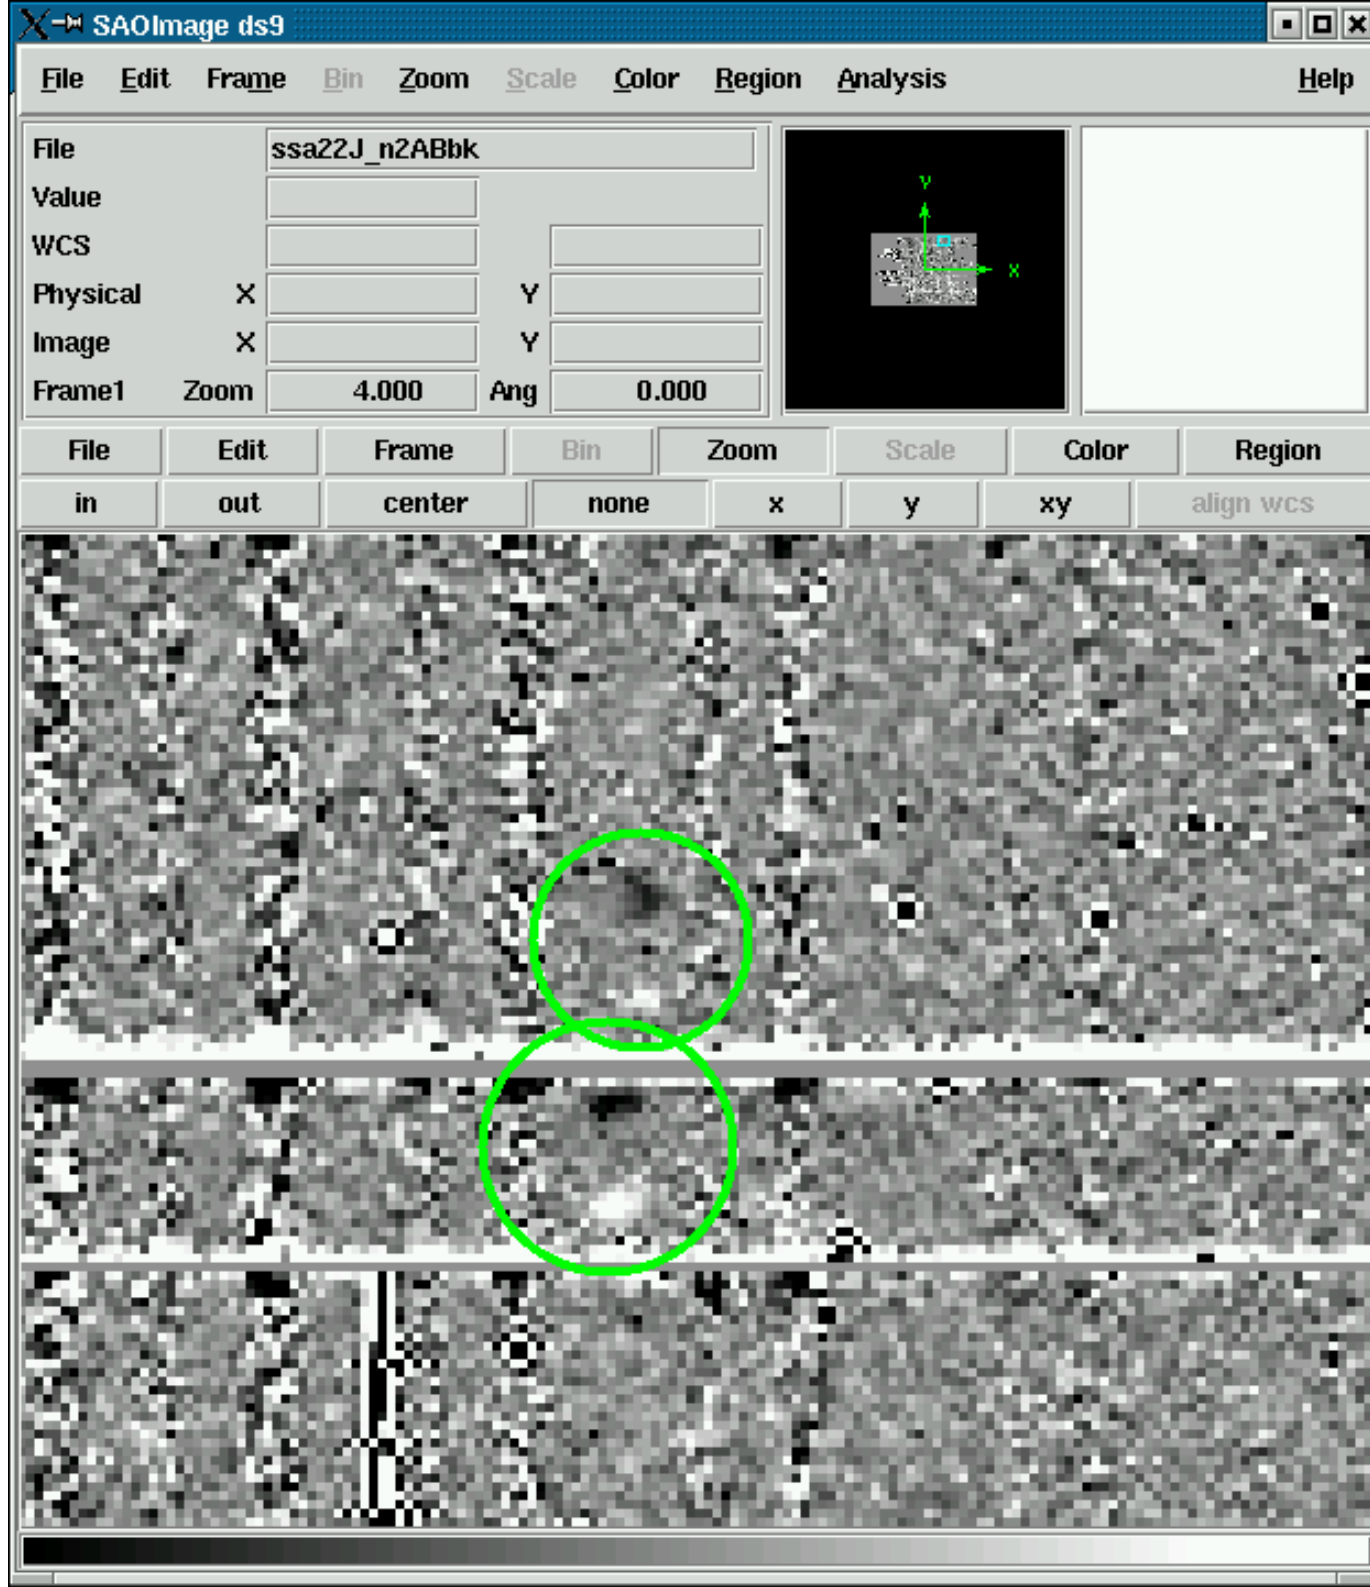 SAOImage ds9
File Edit Frame Bin Zoom Scale Color Region Analysis Help
File ssa22J_n2ABbk
Value
WCS
Physical X Y
Image X Y
Frame1 Zoom 4.000 Ang 0.000
Y
X
File Edit Frame Bin Zoom Scale Color Region
in out center none x y xy align wcs